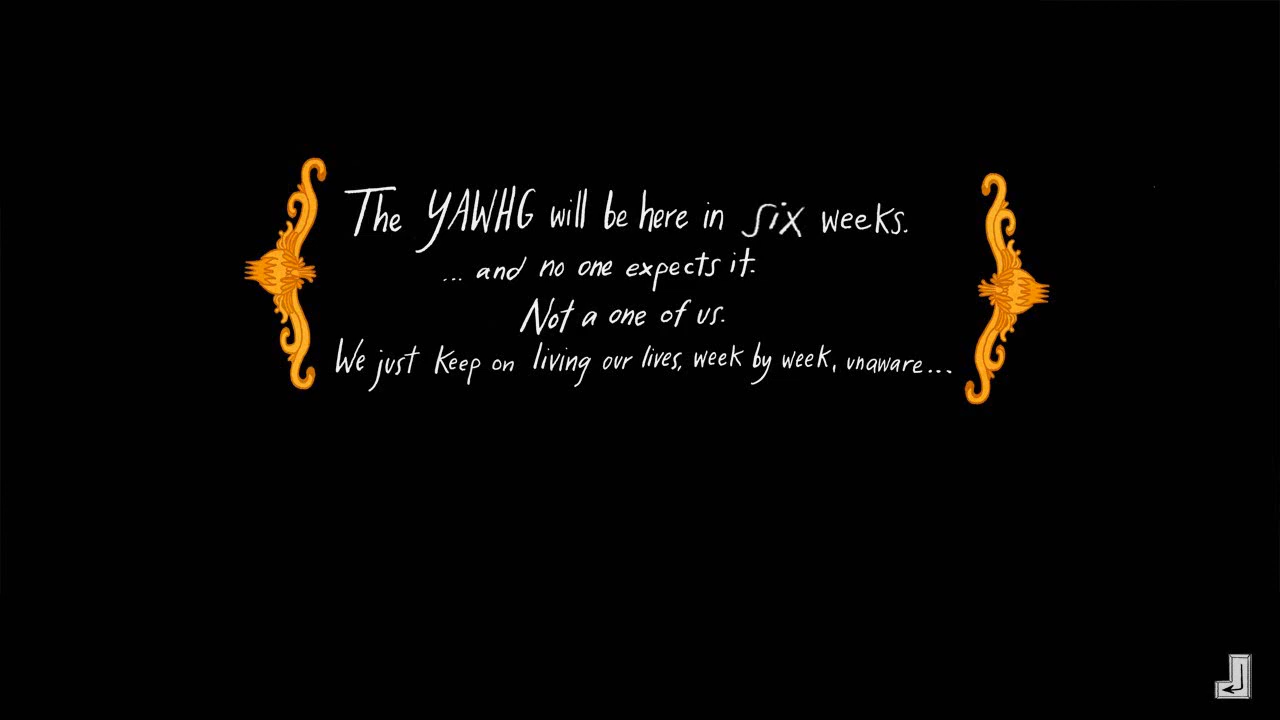 The YAWHG will be here in six weeks.
... and no one expects it.
Not a one of us.
We just keep on living our lives, week by week, unaware...